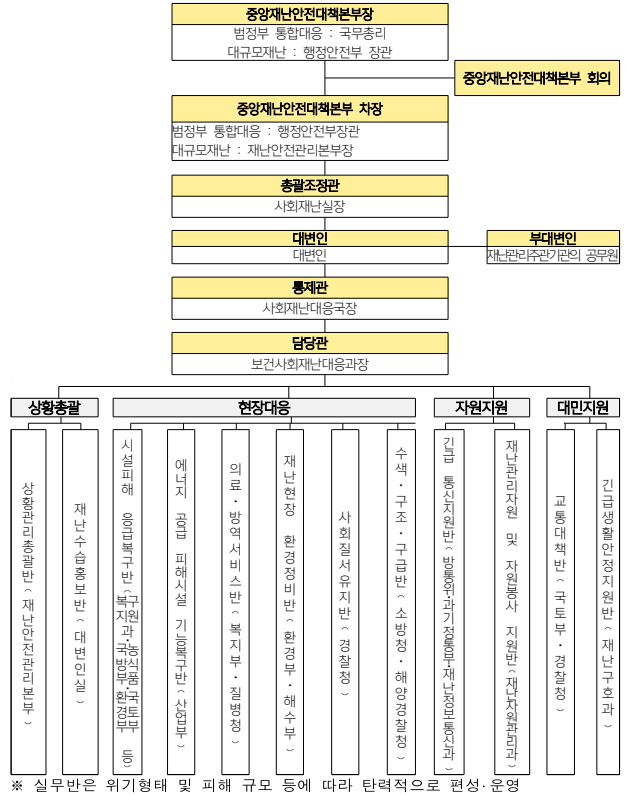 중앙재난안전대책본부장
범정부 통합대응 : 국무총리
대규모재난 : 행정안전부 장관
중앙재난안전대책본부 회의
중앙재난안전대책본부 차장
범정부 통합대응 : 행정안전부장관
대규모재난 : 재난안전관리본부장
총괄조정관
사회재난실장
대변인
대변인
부대변인
재난관리주관기관의 공무원
통제관
사회재난대응국장
담당관
보건사회재난대응과장
상황총괄
현장대응
자원지원
대민지원
상황관리총괄반(재난안전관리본부)
재난수습홍보반(대변인실)
시설피해 응급복구반(복구지원과·국농방식부품·환국경토부부 등)
에너지 공급 피해시설 기능복구반(산업부)
의료·방역서비스반(복지부·질병청)
재난현장 환경정비반(환경부·해수부)
사회질서유지반(경찰청)
수색·구조·구급반(소방청·해양경찰청)
긴급 통신지원반(방통위·과기정통부·재난정보통신과)
재난관리자원 및 자원봉사 지원반(재난자원관리과)
교통대책반(국토부·경찰청)
긴급생활안정지원반(재난구호과)
※ 실무반은 위기형태 및 피해 규모 등에 따라 탄력적으로 편성·운영